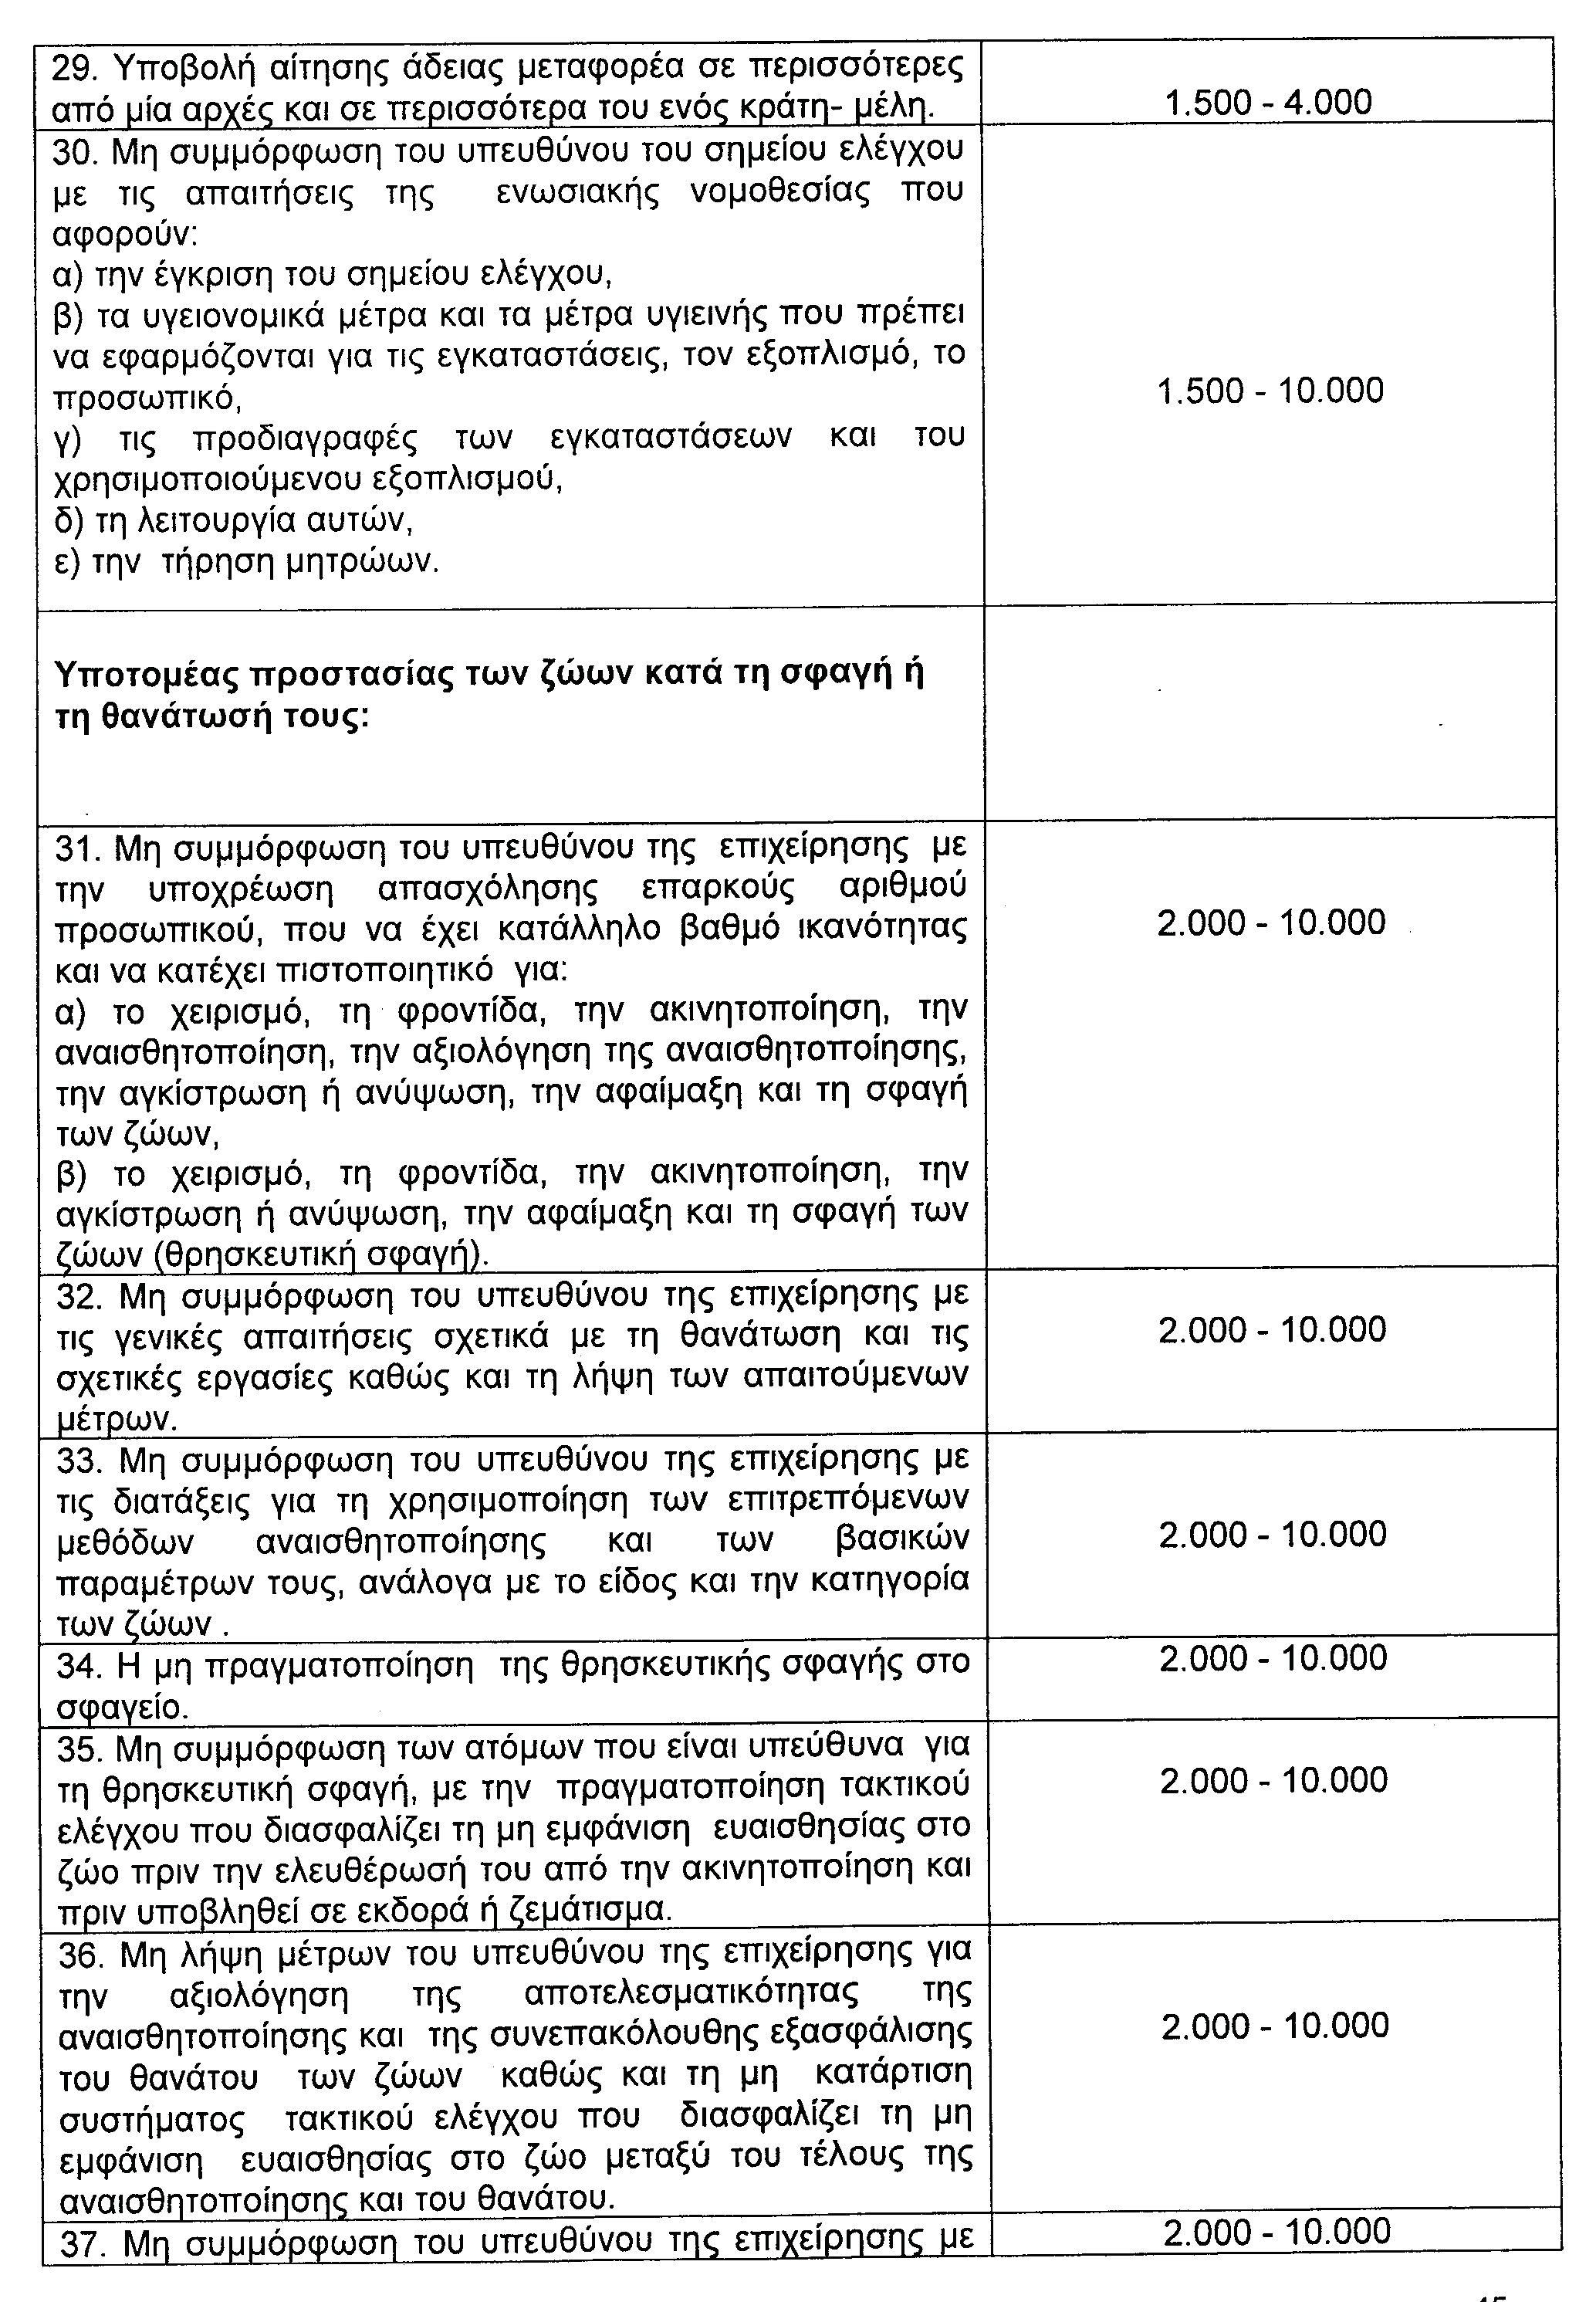 29. Υποβολή αίτησης άδειας μεταφορέα σε περισσότερες
από μία αρχές και σε περισσότερα του ενός κράτη- μέλη.
1.500 - 4.000
30. Μη συμμόρφωση του υπευθύνου του σημείου ελέγχου
με τις απαιτήσεις της ενωσιακής νομοθεσίας που
αφορούν:
α) την έγκριση του σημείου ελέγχου,
β) τα υγειονομικά μέτρα και τα μέτρα υγιεινής που πρέπει
να εφαρμόζονται για τις εγκαταστάσεις, τον εξοπλισμό, το
προσωπικό,
γ) τις προδιαγραφές των εγκαταστάσεων και του
χρησιμοποιούμενου εξοπλισμού,
δ) τη λειτουργία αυτών,
ε) την τήρηση μητρώων.
1.500 - 10.000
Υποτομέας προστασίας των ζώων κατά τη σφαγή ή
τη θανάτωσή τους:
31. Μη συμμόρφωση του υπευθύνου της επιχείρησης με
την υποχρέωση απασχόλησης επαρκούς αριθμού
προσωπικού, που να έχει κατάλληλο βαθμό ικανότητας
και να κατέχει πιστοποιητικό για:
α) το χειρισμό, τη φροντίδα, την ακινητοποίηση, την
αναισθητοποίηση, την αξιολόγηση της αναισθητοποίησης,
την αγκίστρωση ή ανύψωση, την αφαίμαξη και τη σφαγή
των ζώων,
β) το χειρισμό, τη φροντίδα, την ακινητοποίηση, την
αγκίστρωση ή ανύψωση, την αφαίμαξη και τη σφαγή των
ζώων (θρησκευτική σφαγή).
2.000 - 10.000
32. Μη συμμόρφωση του υπευθύνου της επιχείρησης με
τις γενικές απαιτήσεις σχετικά με τη θανάτωση και τις
σχετικές εργασίες καθώς και τη λήψη των απαιτούμενων
μέτρων.
2.000 - 10.000
33. Μη συμμόρφωση του υπευθύνου της επιχείρησης με
τις διατάξεις για τη χρησιμοποίηση των επιτρεπόμενων
μεθόδων αναισθητοποίησης και των βασικών
παραμέτρων τους, ανάλογα με το είδος και την κατηγορία
των ζώων .
2.000 - 10.000
34. Η μη πραγματοποίηση της θρησκευτικής σφαγής στο
σφαγείο.
2.000 - 10.000
35. Μη συμμόρφωση των ατόμων που είναι υπεύθυνα για
τη θρησκευτική σφαγή, με την πραγματοποίηση τακτικού
ελέγχου που διασφαλίζει τη μη εμφάνιση ευαισθησίας στο
ζώο πριν την ελευθέρωσή του από την ακινητοποίηση και
πριν υποβληθεί σε εκδορά ή ζεμάτισμα.
2.000 - 10.000
36. Μη λήψη μέτρων του υπευθύνου της επιχείρησης για
την αξιολόγηση της αποτελεσματικότητας της
αναισθητοποίησης και της συνεπακόλουθης εξασφάλισης
του θανάτου των ζώων καθώς και τη μη κατάρτιση
συστήματος τακτικού ελέγχου που διασφαλίζει τη μη
εμφάνιση ευαισθησίας στο ζώο μεταξύ του τέλους της
αναισθητοποίησης και του θανάτου.
2.000 - 10.000
37. Μη συμμόρφωση του υπευθύνου της επιχείρησης με
2.000 - 10.000